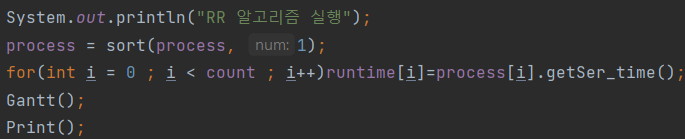 System.out.println("RR 알고리즘 실행");
process = sort(process, num: 1);
for(int i = 0 ; i < count ; i++)runtime[i]=process[i].getSer_time();
Gantt();
Print();